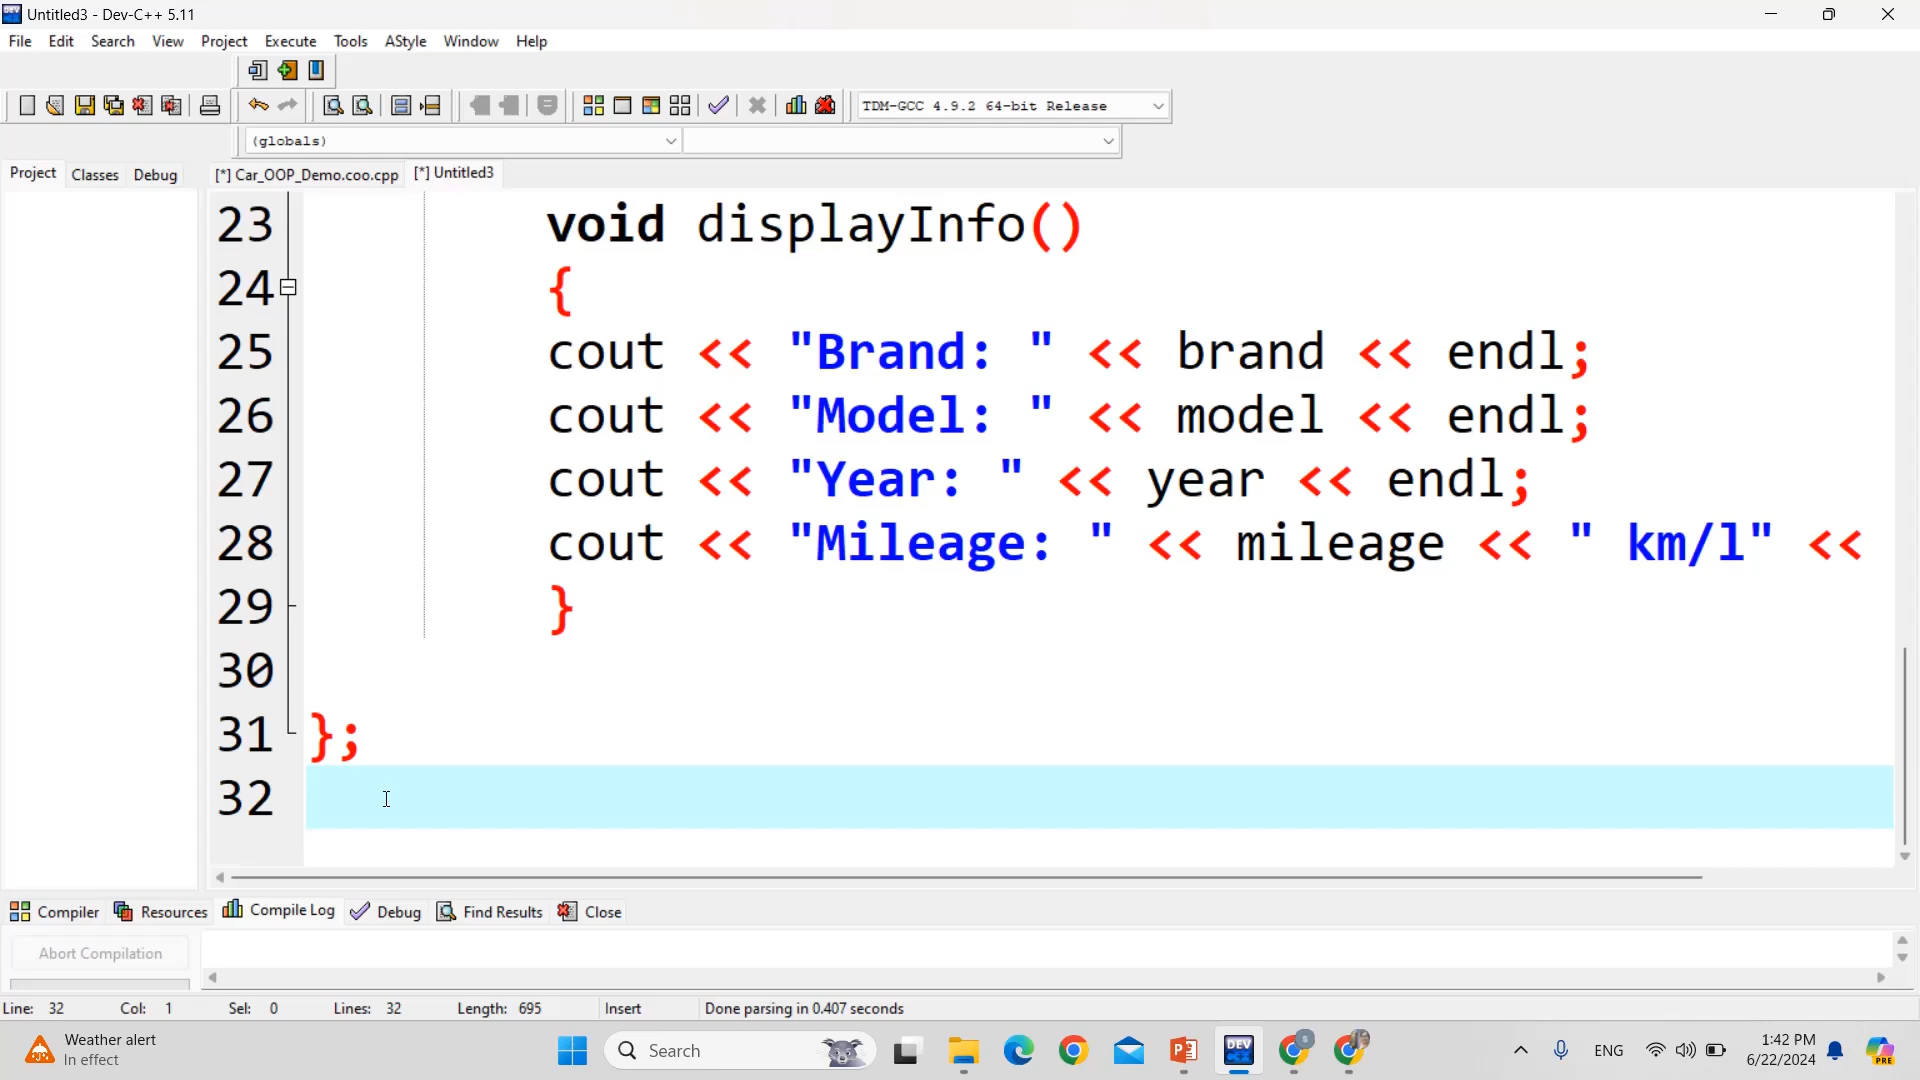 Untitled3 - Dev-C++ 5.11
File Edit Search View Project Execute Tools AStyle Window Help
TDM-GCC 4.9.2 64-bit Release
(globals)
Project Classes Debug [*] Car_OOP_Demo.coo.cpp [*] Untitled3
23 void displayInfo()
24 {
25 cout << "Brand: " << brand << endl;
26 cout << "Model: " << model << endl;
27 cout << "Year: " << year << endl;
28 cout << "Mileage: " << mileage << " km/l" <<
29 }
30
31 };
32
Compiler Resources Compile Log Debug Find Results Close
Abort Compilation
Line: 32 Col: 1 Sel: 0 Lines: 32 Length: 695 Insert Done parsing in 0.407 seconds
Weather alert
In effect
Search
DEV
ENG
1:42 PM
6/22/2024
PRE